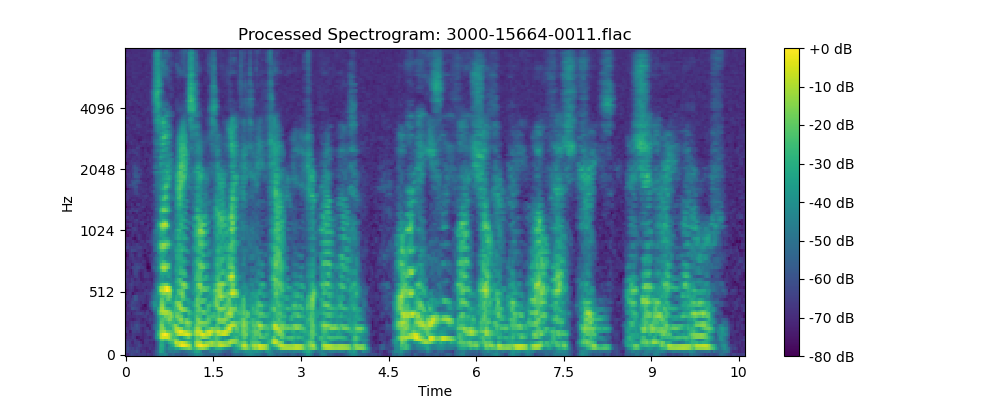 Processed Spectrogram: 3000-15664-0011.flac
Hz
4096
2048
1024
512
0
0 1.5 3 4.5 6 7.5 9 10
Time
+0 dB
-10 dB
-20 dB
-30 dB
-40 dB
-50 dB
-60 dB
-70 dB
-80 dB